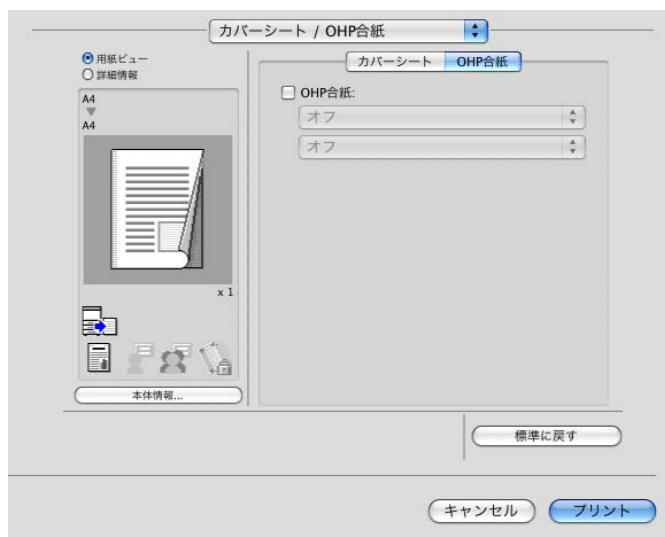 カバーシート / OHP合紙
用紙ビュー
詳細情報
A4
A4
x 1
本体情報...
カバーシート
OHP合紙
OHP合紙:
オフ
オフ
標準に戻す
キャンセル
プリント